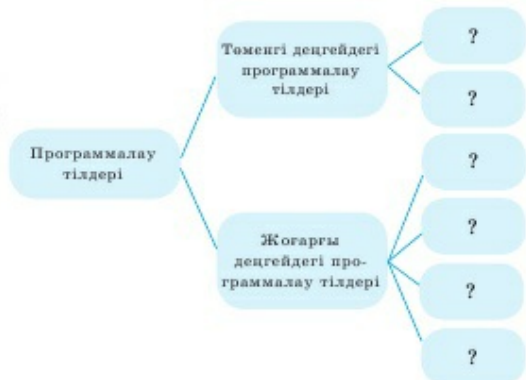 Төменгі деңгейдегі
программалау
тілдері
Программалау
тілдері
Жоғарғы
деңгейдегі про-
граммалау тілдері
?
?
?
?
?
?